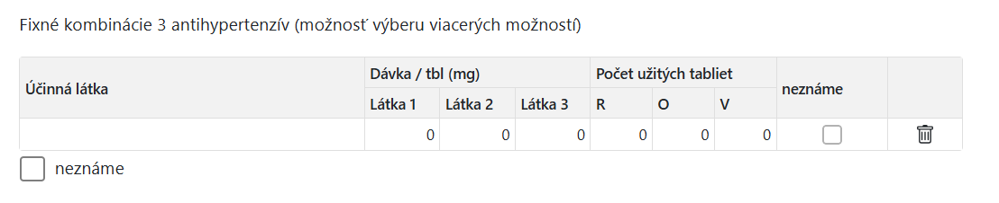 Fixné kombinácie 3 antihypertenzív (možnosť výberu viacerých možností)
Účinná látka Dávka / tbl (mg) Počet užitých tabliet neznáme
Látka 1 Látka 2 Látka 3 R O V
0 0 0 0 0 0
neznáme